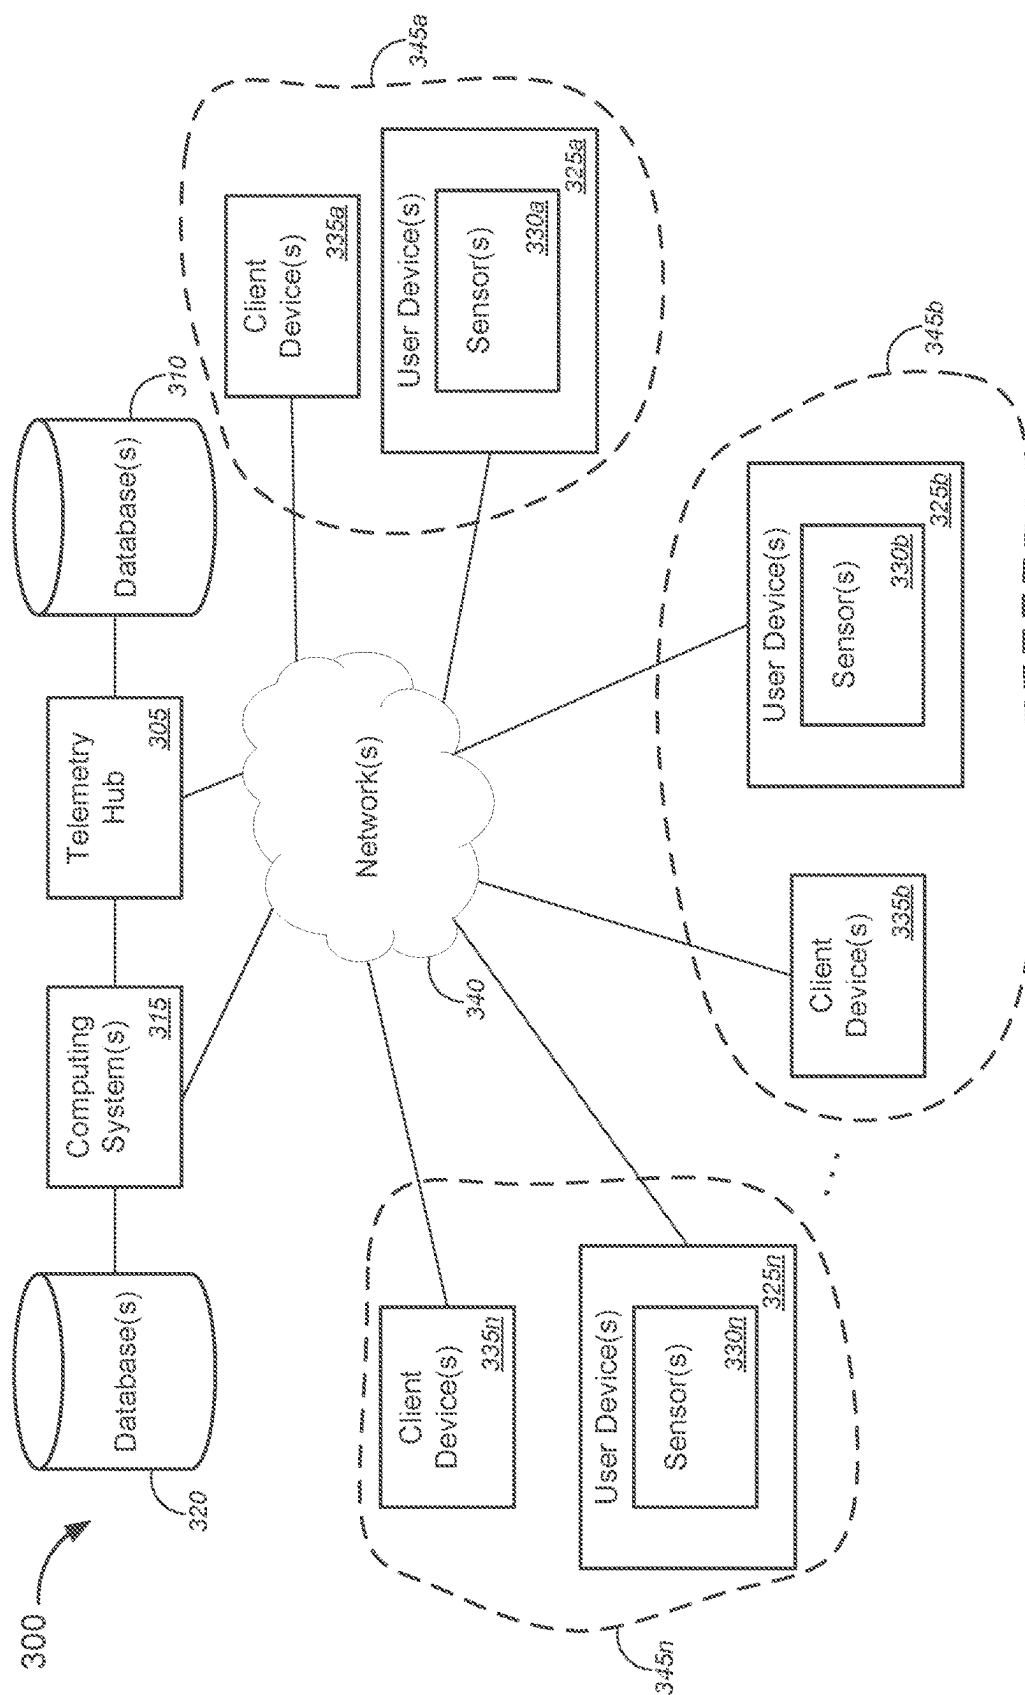 300
320
Database(s)
Computing
System(s)
315
Telemetry
Hub
305
Database(s)
310
345a
Client
Device(s)
335a
User Device(s)
Sensor(s)
330a
325a
Network(s)
340
345n
Client
Device(s)
335n
User Device(s)
Sensor(s)
330n
325n
. . .
345b
Client
Device(s)
335b
User Device(s)
Sensor(s)
330b
325b